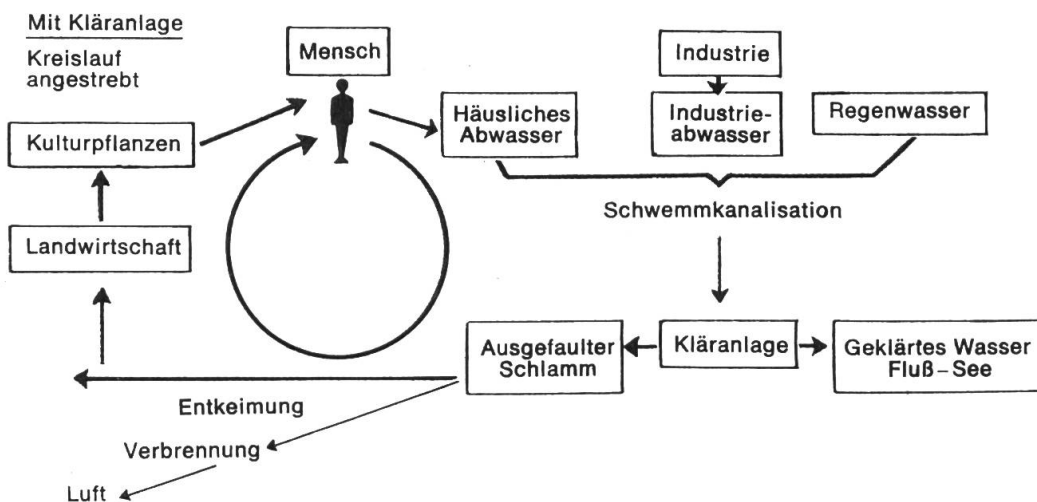 Mit Kläranlage
Kreislauf
angestrebt
Mensch
Industrie
Häusliches
Abwasser
Industrie-
abwasser
Regenwasser
Kulturpflanzen
Schwemmkanalisation
Landwirtschaft
Ausgefaulter
Schlamm
Kläranlage
Geklärtes Wasser
Fluß–See
Entkeimung
Verbrennung
Luft